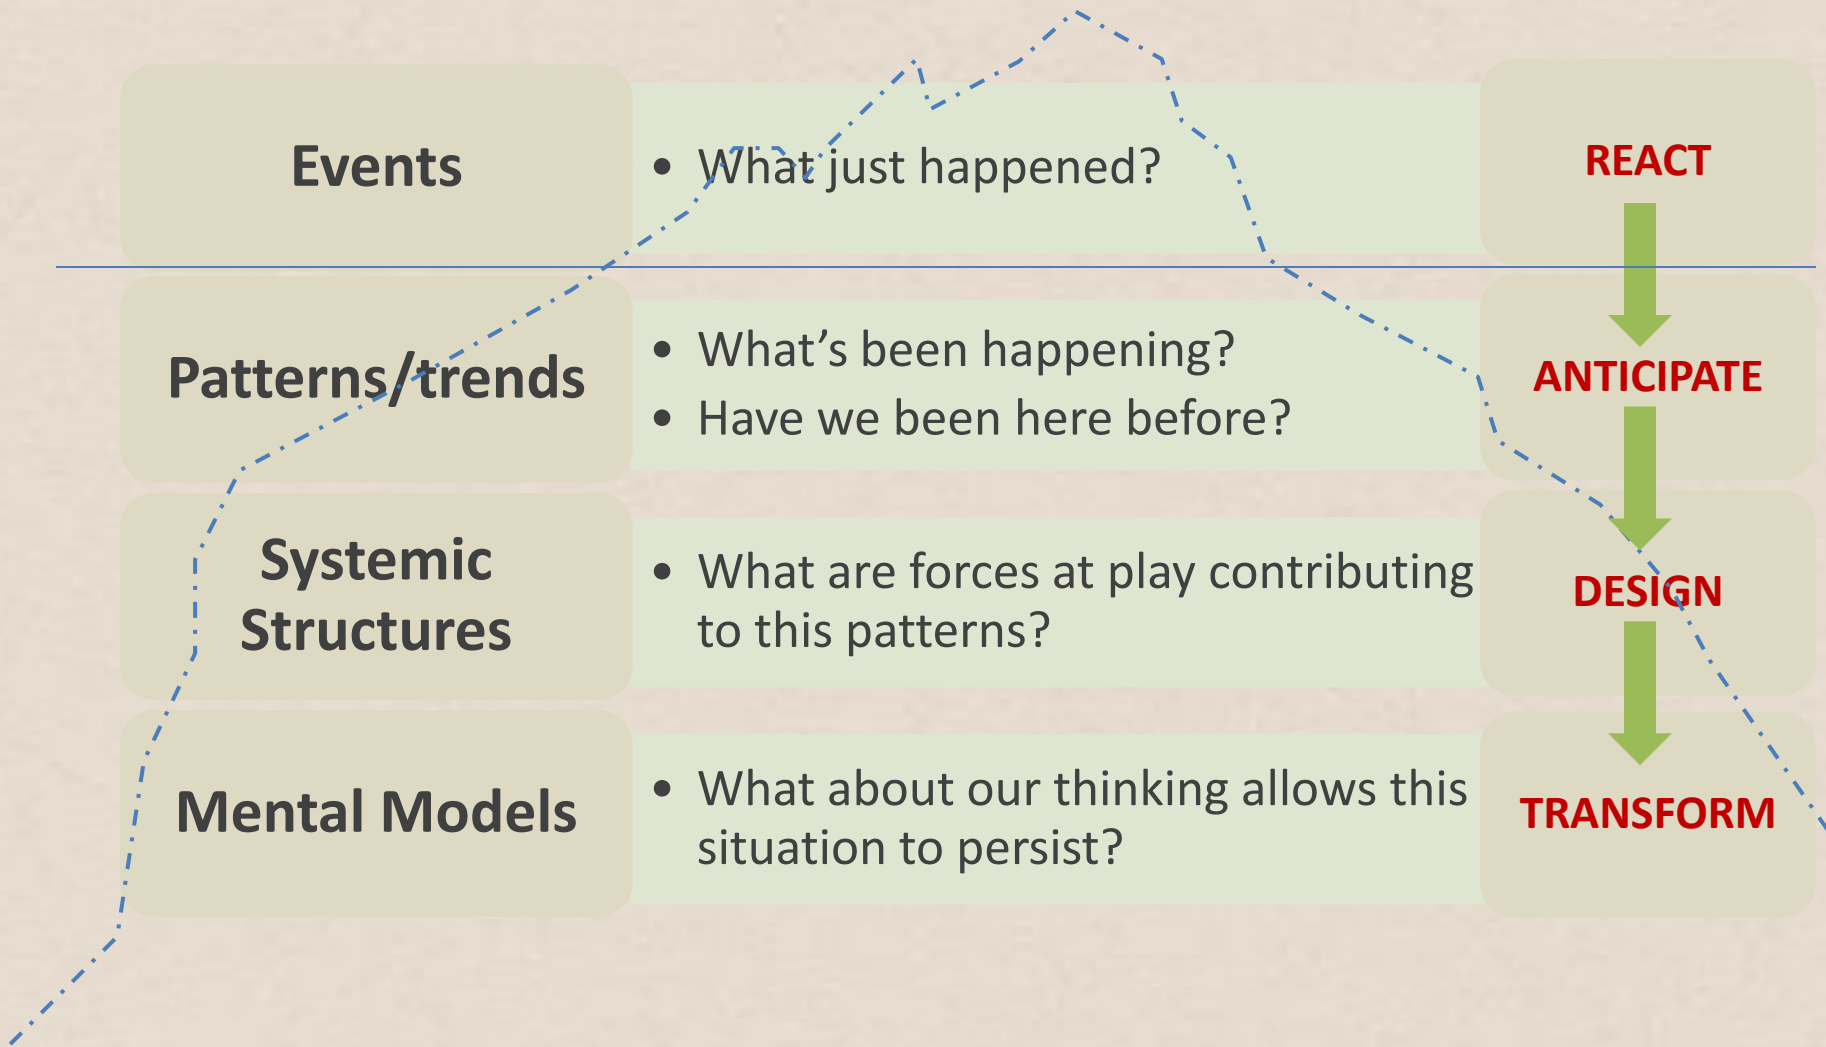 Events
• What just happened?
REACT
Patterns/trends
• What’s been happening?
• Have we been here before?
ANTICIPATE
Systemic
Structures
• What are forces at play contributing
to this patterns?
DESIGN
Mental Models
• What about our thinking allows this
situation to persist?
TRANSFORM